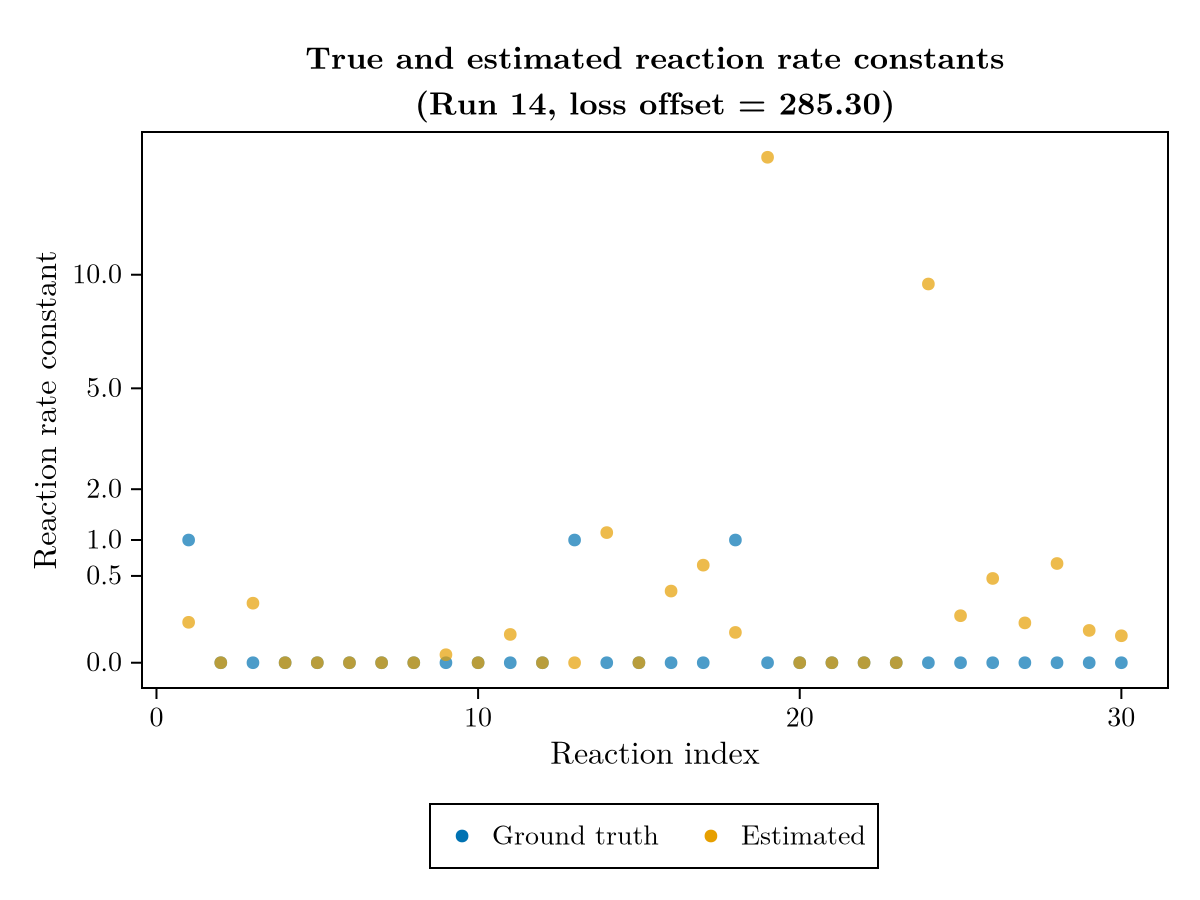 True and estimated reaction rate constants
(Run 14, loss offset = 285.30)
Reaction rate constant
10.0
5.0
2.0
1.0
0.5
0.0
0 10 20 30
Reaction index
Ground truth Estimated